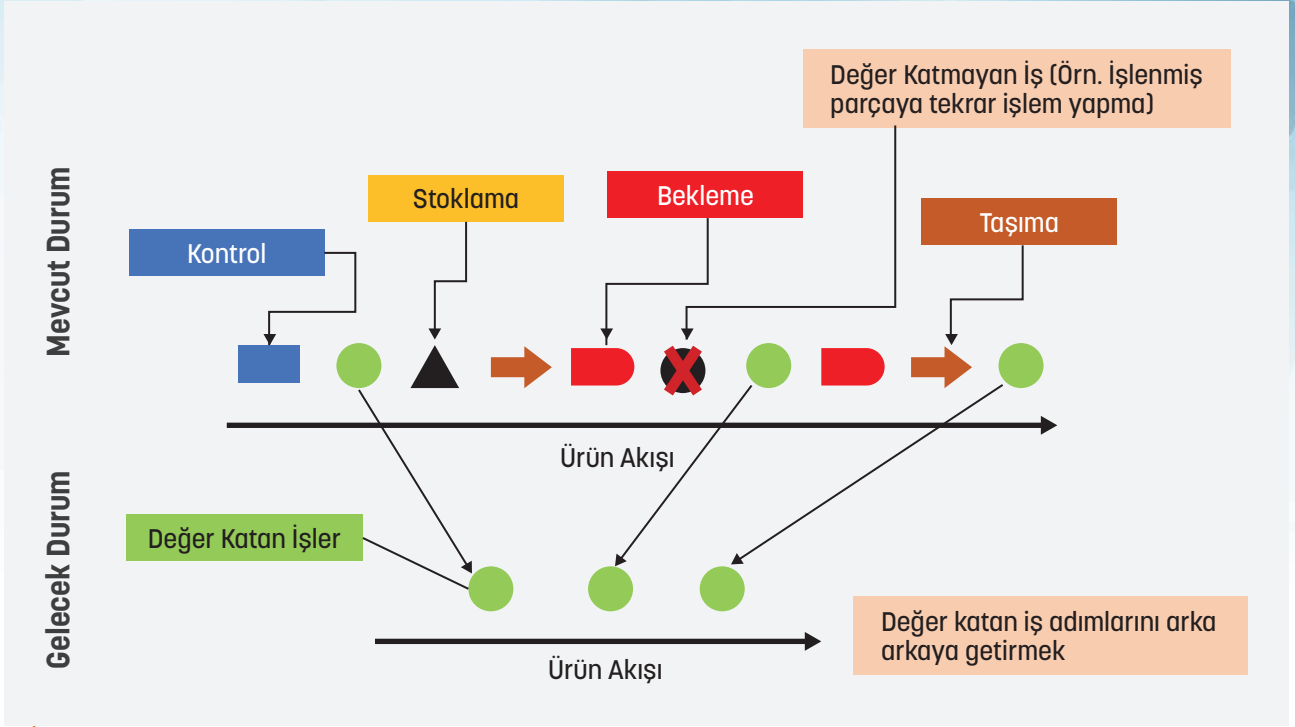 Değer Katmayan İş (Örn. İşlenmiş
parçaya tekrar işlem yapma)
Mevcut Durum
Stoklama
Bekleme
Taşıma
Kontrol
Ürün Akışı
Gelecek Durum
Değer Katan İşler
Değer katan iş adımlarını arka
arkaya getirmek
Ürün Akışı